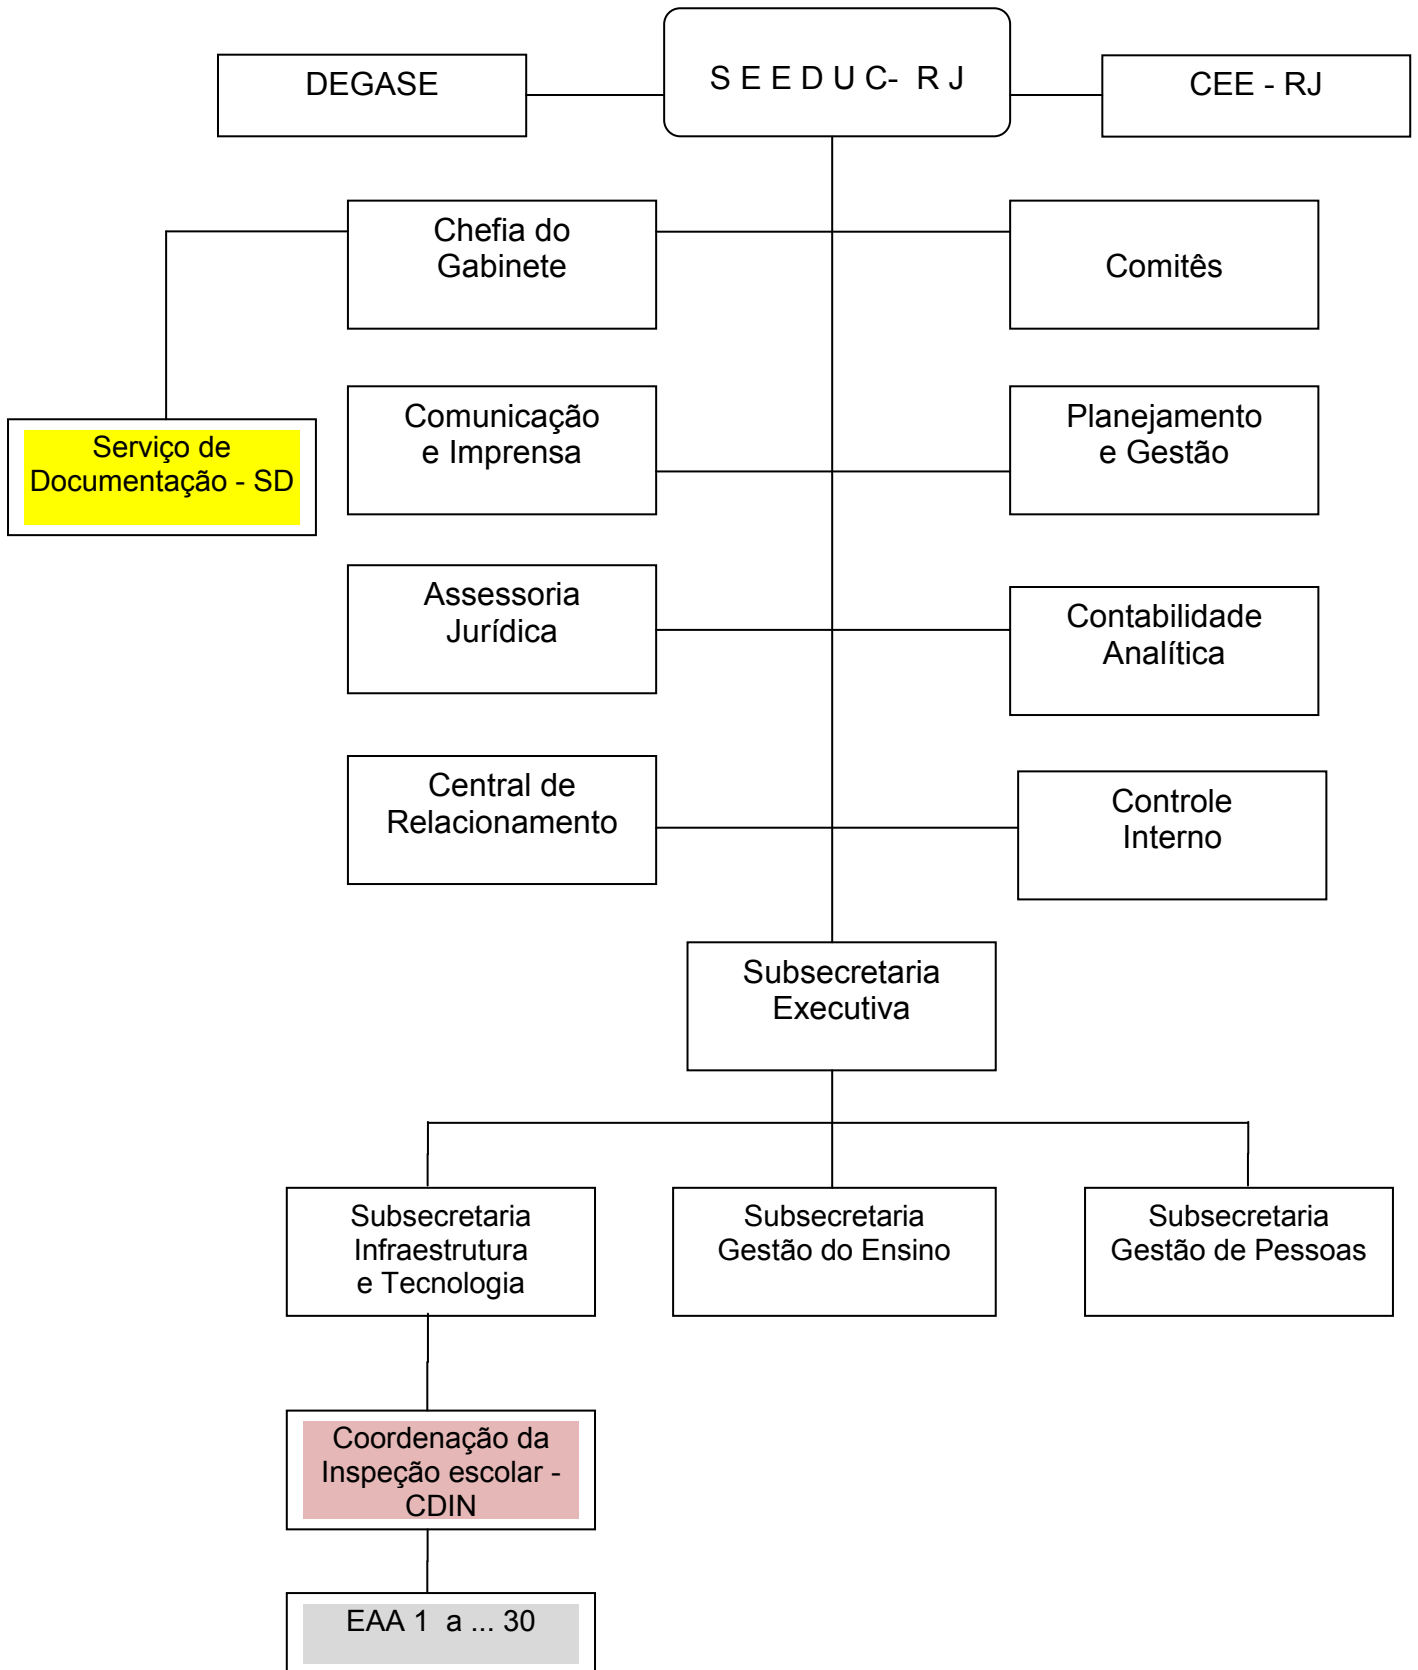 DEGASE
S E E D U C- R J
CEE - RJ
Chefia do
Gabinete
Comitês
Comunicação
e Imprensa
Planejamento
e Gestão
Serviço de
Documentação - SD
Assessoria
Jurídica
Contabilidade
Analítica
Central de
Relacionamento
Controle
Interno
Subsecretaria
Executiva
Subsecretaria
Infraestrutura
e Tecnologia
Subsecretaria
Gestão do Ensino
Subsecretaria
Gestão de Pessoas
Coordenação da
Inspeção escolar -
CDIN
EAA 1 a ... 30